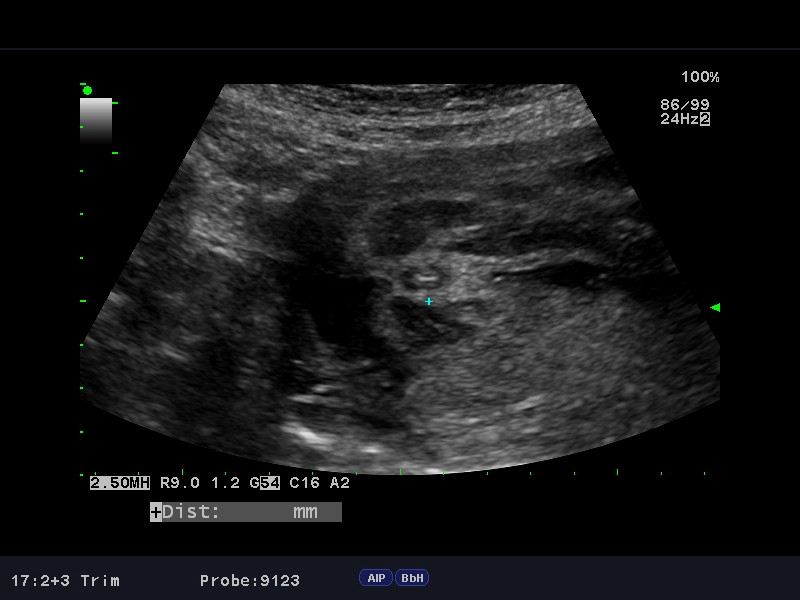 100%
86/99
24Hz2
2.50MH R9.0 1.2 G54 C16 A2
+Dist: mm
17:2+3 Trim Probe:9123 AIP BbH